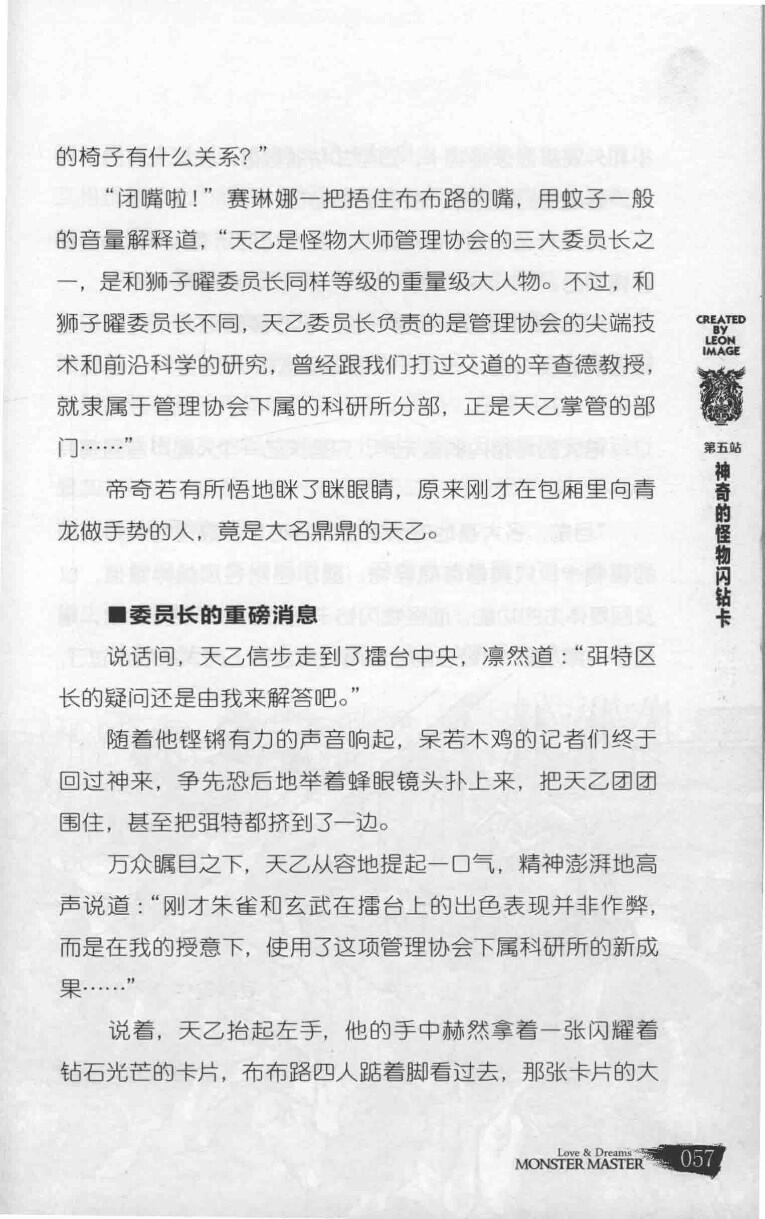 的椅子有什么关系？”
“闭嘴啦！”赛琳娜一把捂住布布路的嘴，用蚊子一般
的音量解释道，“天乙是怪物大师管理协会的三大委员长之
一，是和狮子曜委员长同样等级的重量级大人物。不过，和
狮子曜委员长不同，天乙委员长负责的是管理协会的尖端技
术和前沿科学的研究，曾经跟我们打过交道的辛查德教授，
就隶属于管理协会下属的科研所分部，正是天乙掌管的部
门……”
帝奇若有所悟地眯了眯眼睛，原来刚才在包厢里向青
龙做手势的人，竟是大名鼎鼎的天乙。
■委员长的重磅消息
说话间，天乙信步走到了擂台中央，凛然道：“弭特区
长的疑问还是由我来解答吧。”
随着他铿锵有力的声音响起，呆若木鸡的记者们终于
回过神来，争先恐后地举着蜂眼镜头扑上来，把天乙团团
围住，甚至把弭特都挤到了一边。
万众瞩目之下，天乙从容地提起一口气，精神澎湃地高
声说道：“刚才朱雀和玄武在擂台上的出色表现并非作弊，
而是在我的授意下，使用了这项管理协会下属科研所的新成
果……”
说着，天乙抬起左手，他的手中赫然拿着一张闪耀着
钻石光芒的卡片，布布路四人踮着脚看过去，那张卡片的大
CREATED
BY
LEON
IMAGE
第五站
神奇的怪物闪钻卡
Love & Dreams
MONSTER MASTER
057